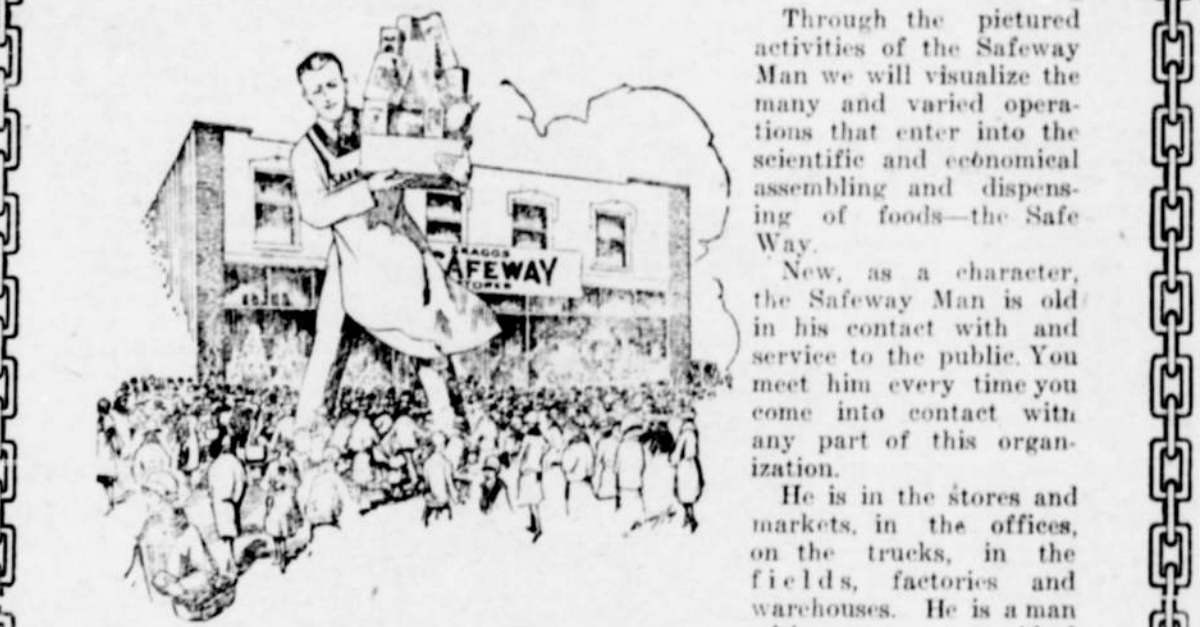 SKAGGS
SAFEWAY
STORES
SAFE
Through the pictured
activities of the Safeway
Man we will visualize the
many and varied opera-
tions that enter into the
scientific and economical
assembling and dispens-
ing of foods—the Safe
Way.
New, as a character,
the Safeway Man is old
in his contact with and
service to the public. You
meet him every time you
come into contact with
any part of this organ-
ization.
He is in the stores and
markets, in the offices,
on the trucks, in the
fields, factories and
warehouses. He is a man